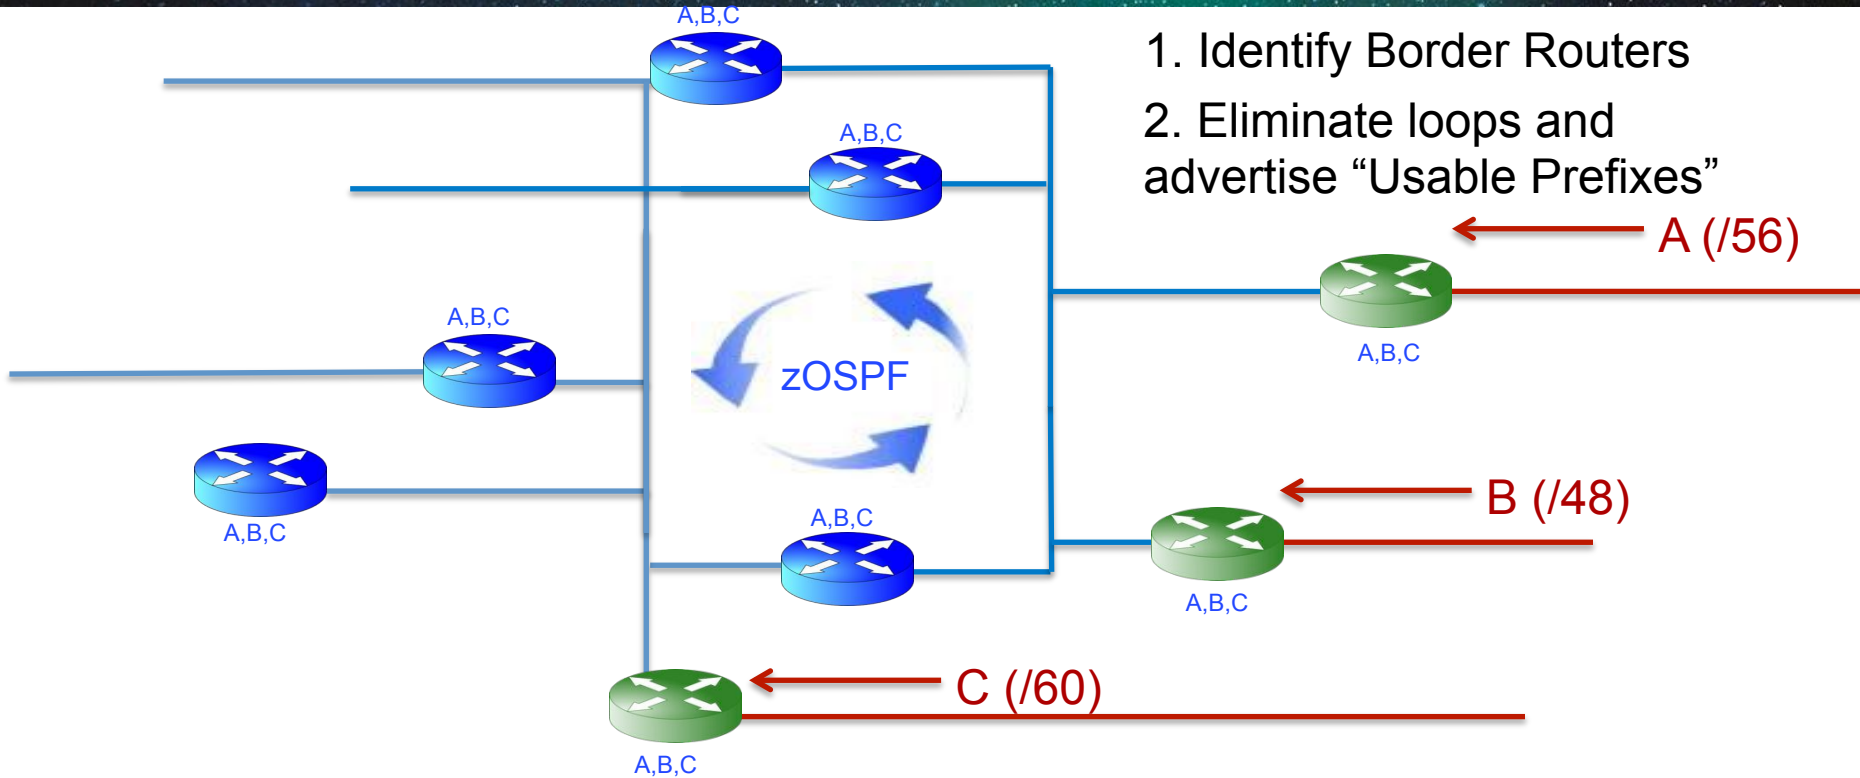 A,B,C
1. Identify Border Routers
2. Eliminate loops and
advertise “Usable Prefixes”
A,B,C
A (/56)
A,B,C
A,B,C
zOSPF
A,B,C
B (/48)
A,B,C
A,B,C
A,B,C
C (/60)
A,B,C